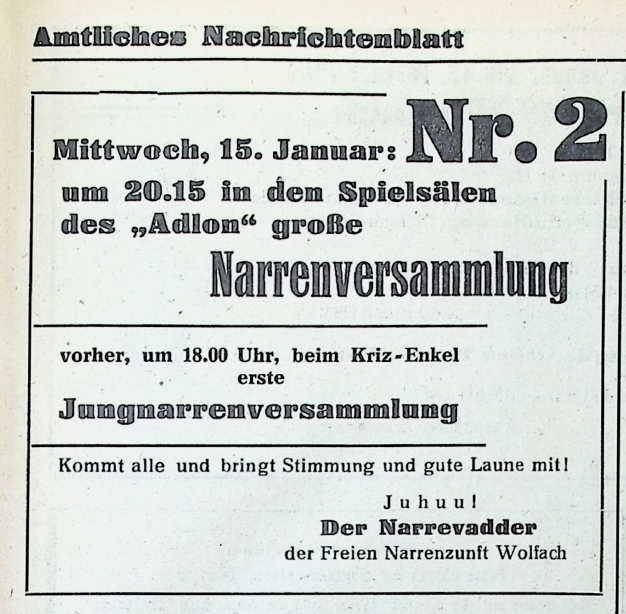 Amtliches Nachrichtenblatt
Mittwoch, 15. Januar: Nr. 2
um 20.15 in den Spielsälen
des „Adlon“ große
Narrenversammlung
vorher, um 18.00 Uhr, beim Kriz-Enkel
erste
Jungnarrenversammlung
Kommt alle und bringt Stimmung und gute Laune mit!
Juhuu!
Der Narrevadder
der Freien Narrenzunft Wolfach